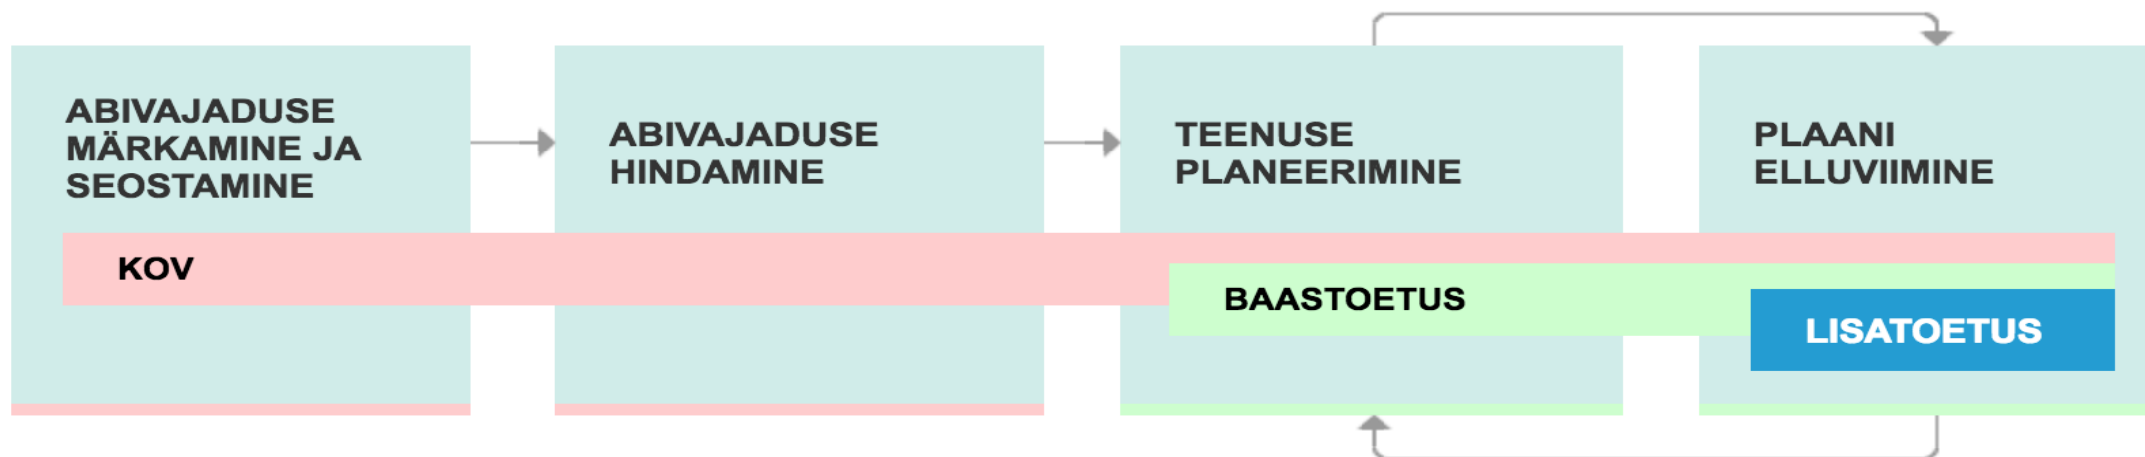 ABIVAJADUSE
MÄRKAMINE JA
SEOSTAMINE
ABIVAJADUSE
HINDAMINE
TEENUSE
PLANEERIMINE
PLAANI
ELLUVIIMINE
KOV
BAASTOETUS
LISATOETUS